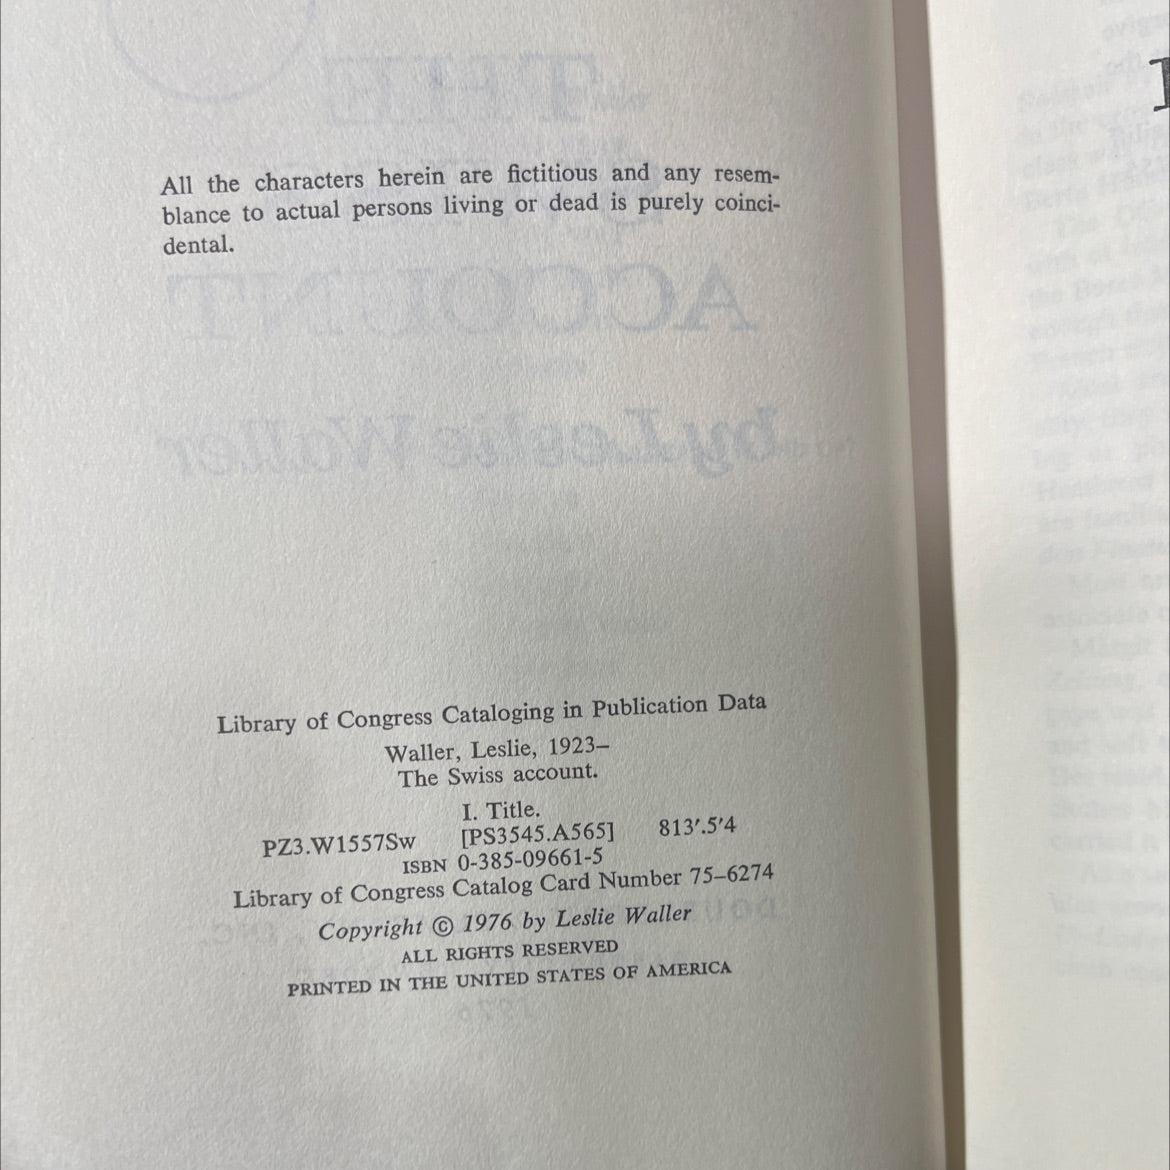 All the characters herein are fictitious and any resem-
blance to actual persons living or dead is purely coinci-
dental.
Library of Congress Cataloging in Publication Data
Waller, Leslie, 1923–
The Swiss account.
I. Title.
PZ3.W1557Sw [PS3545.A565] 813'.5'4
ISBN 0-385-09661-5
Library of Congress Catalog Card Number 75–6274
Copyright © 1976 by Leslie Waller
ALL RIGHTS RESERVED
PRINTED IN THE UNITED STATES OF AMERICA